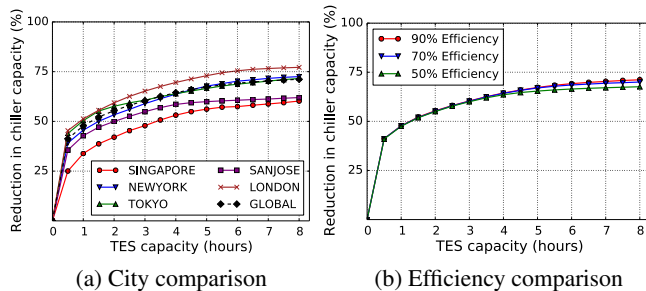 Reduction in chiller capacity (%)
100
75
50
25
0 1 2 3 4 5 6 7 8
TES capacity (hours)
SINGAPORE
NEWYORK
TOKYO
SANJOSE
LONDON
GLOBAL
(a) City comparison
Reduction in chiller capacity (%)
100
75
50
25
0 1 2 3 4 5 6 7 8
TES capacity (hours)
90% Efficiency
70% Efficiency
50% Efficiency
(b) Efficiency comparison